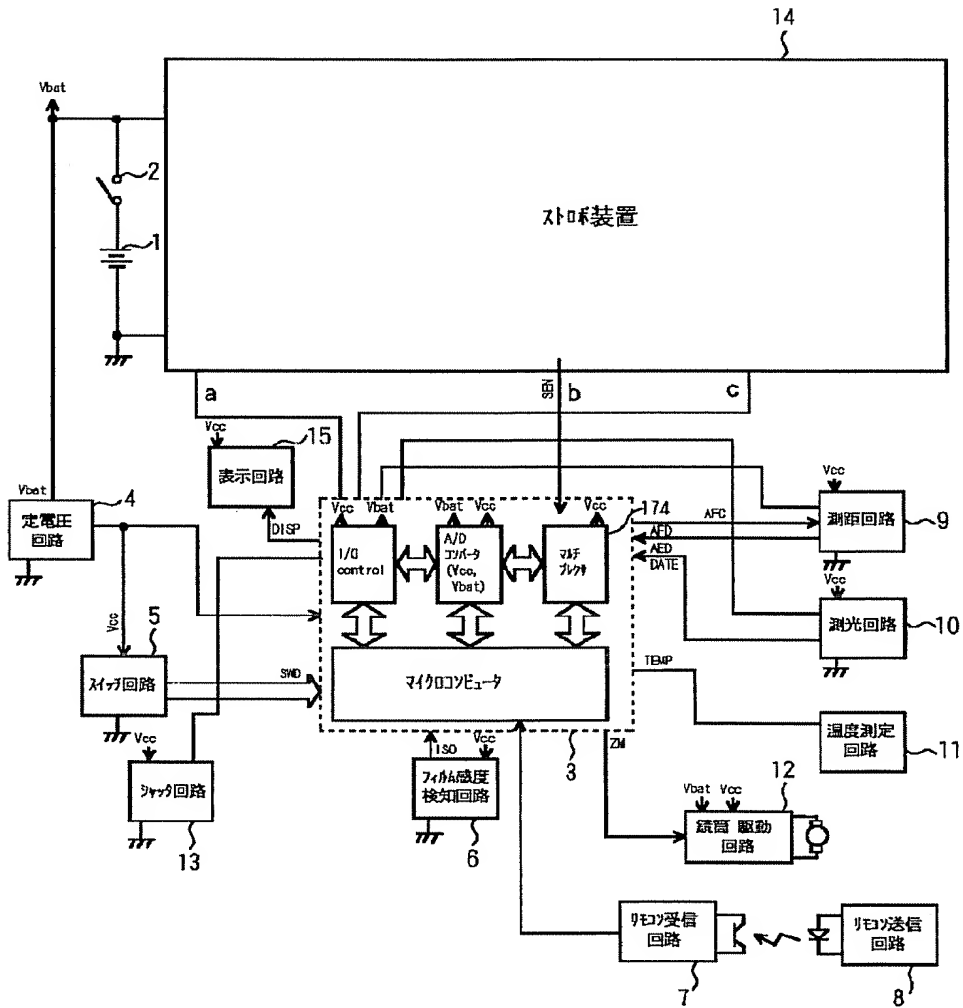 14
Vbat
2
1
ストロボ装置
a
SEN
b
c
Vcc
15
表示回路
DISP
Vbat
4
定電圧
回路
Vcc
5
スイッチ回路
SWD
Vcc
シャッタ回路
13
Vcc
Vbat
I/O
control
Vbat
Vcc
A/D
コンバータ
(Vcc,
Vbat)
Vcc
174
マルチ
プレクサ
マイクロコンピュータ
3
ISO
Vcc
フィルム感度
検知回路
6
AFC
AFD
AED
DATE
Vcc
測距回路
9
Vcc
測光回路
10
TEMP
温度測定
回路
11
ZM
Vbat
Vcc
12
鏡筒 駆動
回路
リモコン受信
回路
7
リモコン送信
回路
8